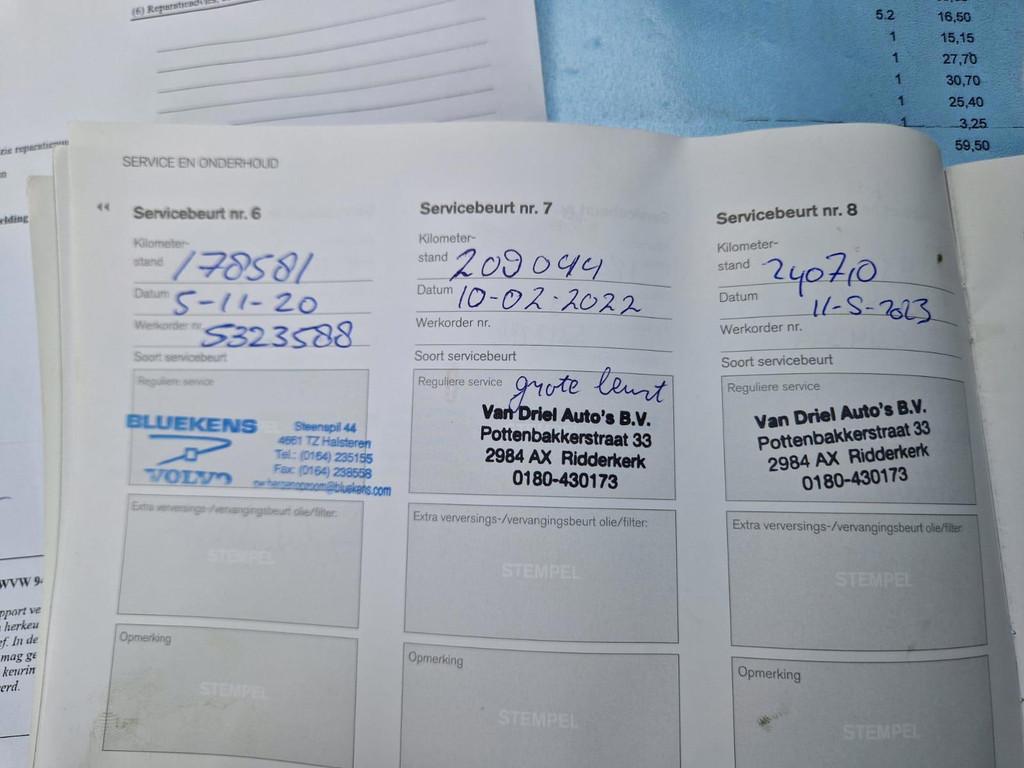 (6) Reparatieadvies,
5.2 16,50
1 15,15
1 27,70
1 30,70
1 25,40
1 3,25
59,50
SERVICE EN ONDERHOUD
Servicebeurt nr. 6
Kilometer-
stand 178581
Datum 5-11-20
Werkorder nr. 5323588
Soort servicebeurt
Reguliere service
BLUEKENS
VOLVO
Steenspil 44
4661 TZ Halsteren
Tel.: (0164) 235155
Fax: (0164) 238558
Extra verversings-/vervangingsbeurt olie/filter:
STEMPEL
Opmerking
STEMPEL
Servicebeurt nr. 7
Kilometer-
stand 209044
Datum 10-02-2022
Werkorder nr.
Soort servicebeurt
Reguliere service grote beurt
Van Driel Auto's B.V.
Pottenbakkerstraat 33
2984 AX Ridderkerk
0180-430173
Extra verversings-/vervangingsbeurt olie/filter:
STEMPEL
Opmerking
STEMPEL
Servicebeurt nr. 8
Kilometer-
stand 240710
Datum 11-5-2023
Werkorder nr.
Soort servicebeurt
Reguliere service
Van Driel Auto's B.V.
Pottenbakkerstraat 33
2984 AX Ridderkerk
0180-430173
Extra verversings-/vervangingsbeurt olie/filter:
STEMPEL
Opmerking
STEMPEL